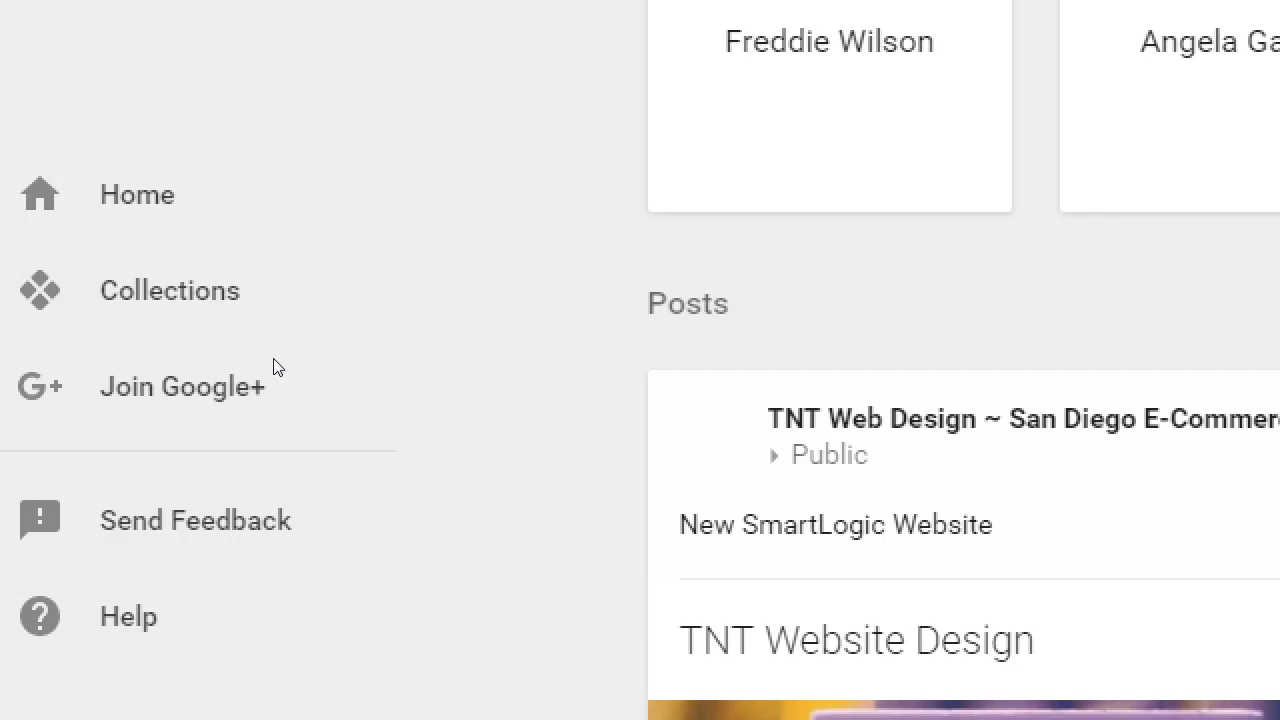 Freddie Wilson
Angela
Home
Collections
G+ Join Google+
Send Feedback
Help
Posts
TNT Web Design ~ San Diego E-Commer
Public
New SmartLogic Website
TNT Website Design